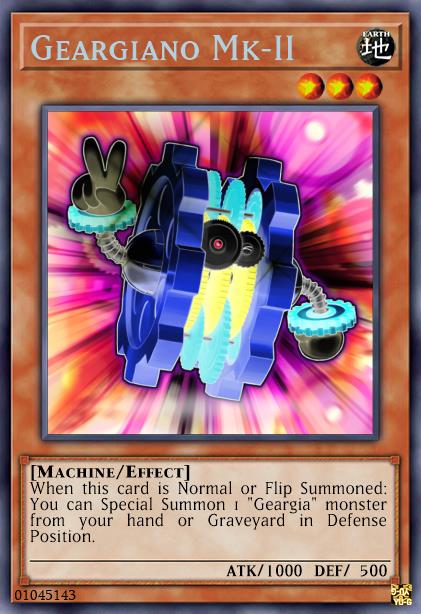 GEARGIANO MK-II
EARTH
地
[MACHINE/EFFECT]
When this card is Normal or Flip Summoned:
You can Special Summon 1 "Geargia" monster
from your hand or Graveyard in Defense
Position.
ATK/1000 DEF/ 500
01045143